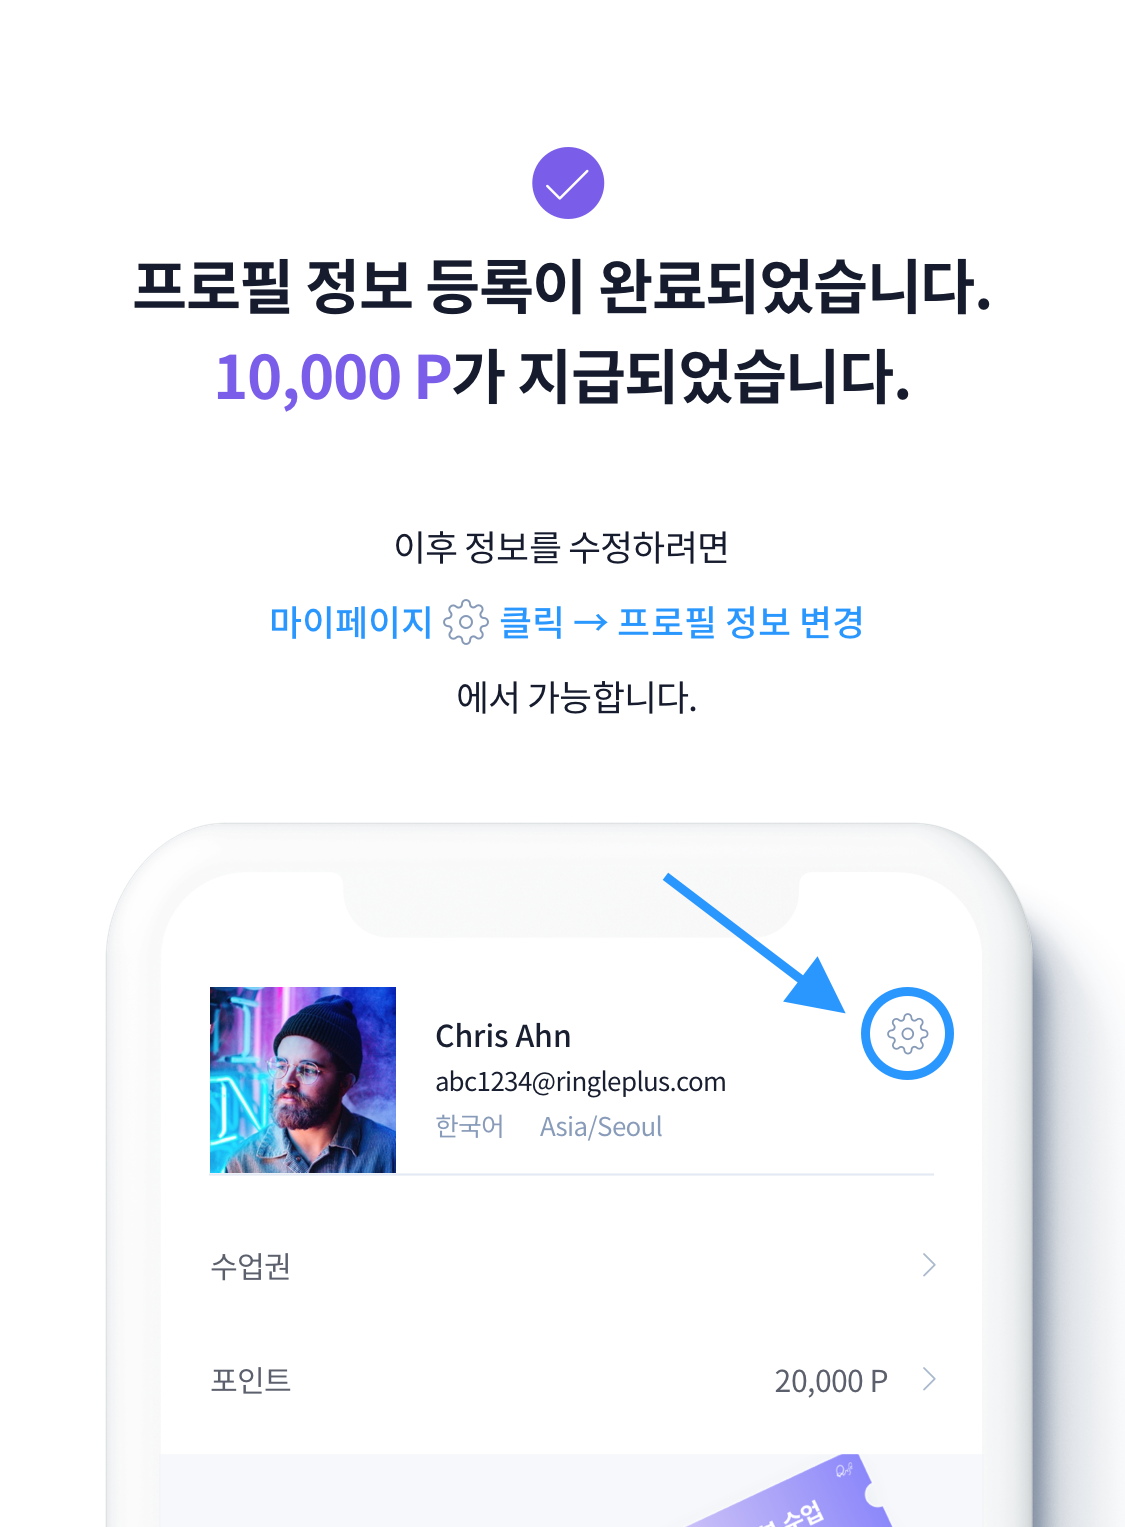 프로필 정보 등록이 완료되었습니다.
10,000 P가 지급되었습니다.
이후 정보를 수정하려면
마이페이지 클릭 → 프로필 정보 변경
에서 가능합니다.
Chris Ahn
abc1234@ringleplus.com
한국어 Asia/Seoul
수업권
포인트 20,000 P
수업